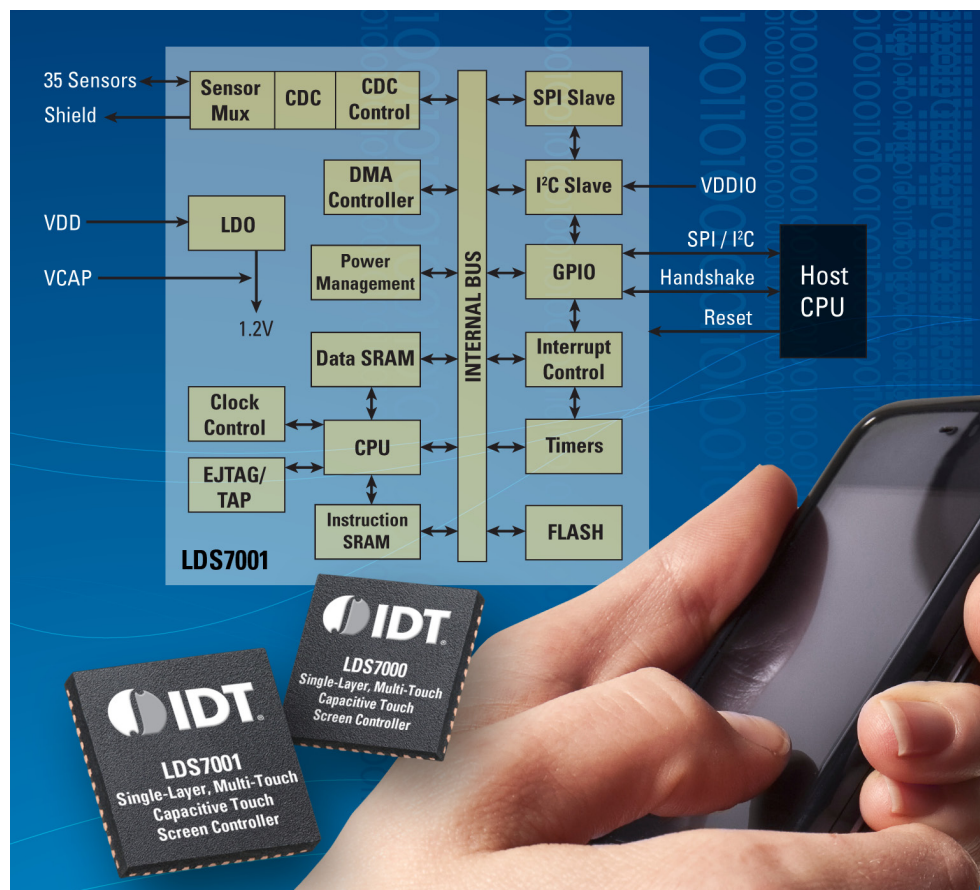 35 Sensors
Shield
Sensor
Mux
CDC
CDC
Control
SPI Slave
DMA
Controller
I²C Slave
VDDIO
VDD
LDO
VCAP
1.2V
Power
Management
GPIO
SPI / I²C
Handshake
Reset
Host
CPU
INTERNAL BUS
Data SRAM
Interrupt
Control
Clock
Control
CPU
Timers
EJTAG/
TAP
Instruction
SRAM
FLASH
LDS7001
IDT.
LDS7000
Single-Layer, Multi-Touch
Capacitive Touch
Screen Controller
IDT.
LDS7001
Single-Layer, Multi-Touch
Capacitive Touch
Screen Controller